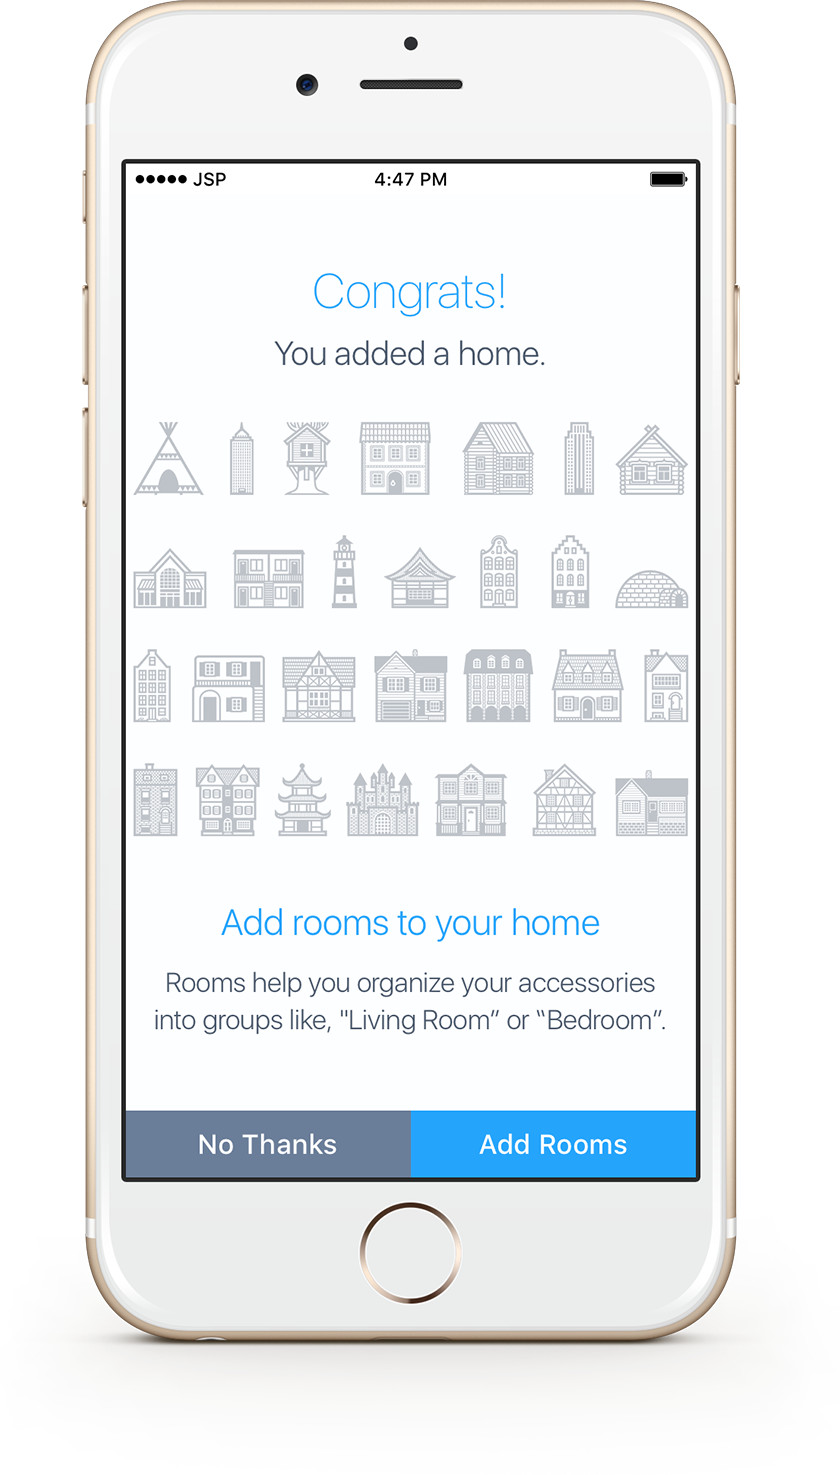 ●●●●● JSP 4:47 PM
Congrats!
You added a home.
Add rooms to your home
Rooms help you organize your accessories
into groups like, "Living Room” or “Bedroom”.
No Thanks Add Rooms